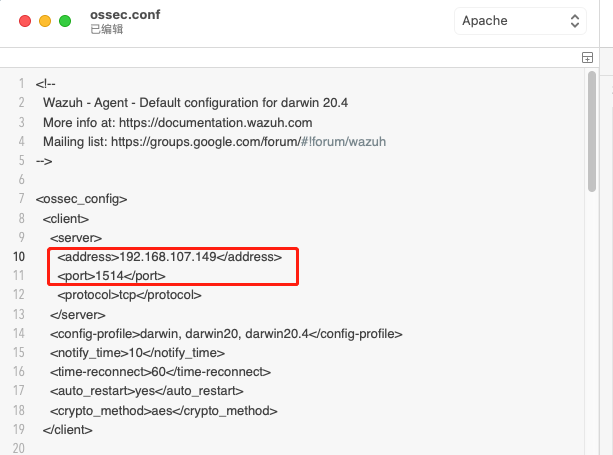 ossec.conf
已编辑
Apache
1 <!--
2 Wazuh - Agent - Default configuration for darwin 20.4
3 More info at: https://documentation.wazuh.com
4 Mailing list: https://groups.google.com/forum/#!forum/wazuh
5 -->
6
7 <ossec_config>
8 <client>
9 <server>
10 <address>192.168.107.149</address>
11 <port>1514</port>
12 <protocol>tcp</protocol>
13 </server>
14 <config-profile>darwin, darwin20, darwin20.4</config-profile>
15 <notify_time>10</notify_time>
16 <time-reconnect>60</time-reconnect>
17 <auto_restart>yes</auto_restart>
18 <crypto_method>aes</crypto_method>
19 </client>
20